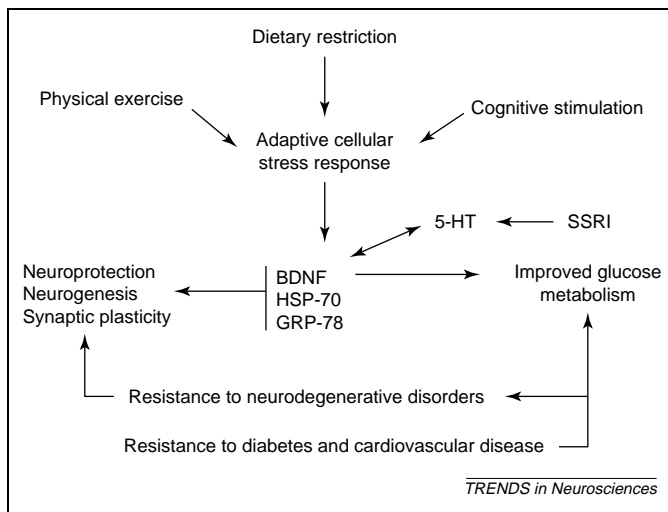 Dietary restriction
Physical exercise
Cognitive stimulation
Adaptive cellular
stress response
5-HT
SSRI
Neuroprotection
Neurogenesis
Synaptic plasticity
BDNF
HSP-70
GRP-78
Improved glucose
metabolism
Resistance to neurodegenerative disorders
Resistance to diabetes and cardiovascular disease
TRENDS in Neurosciences